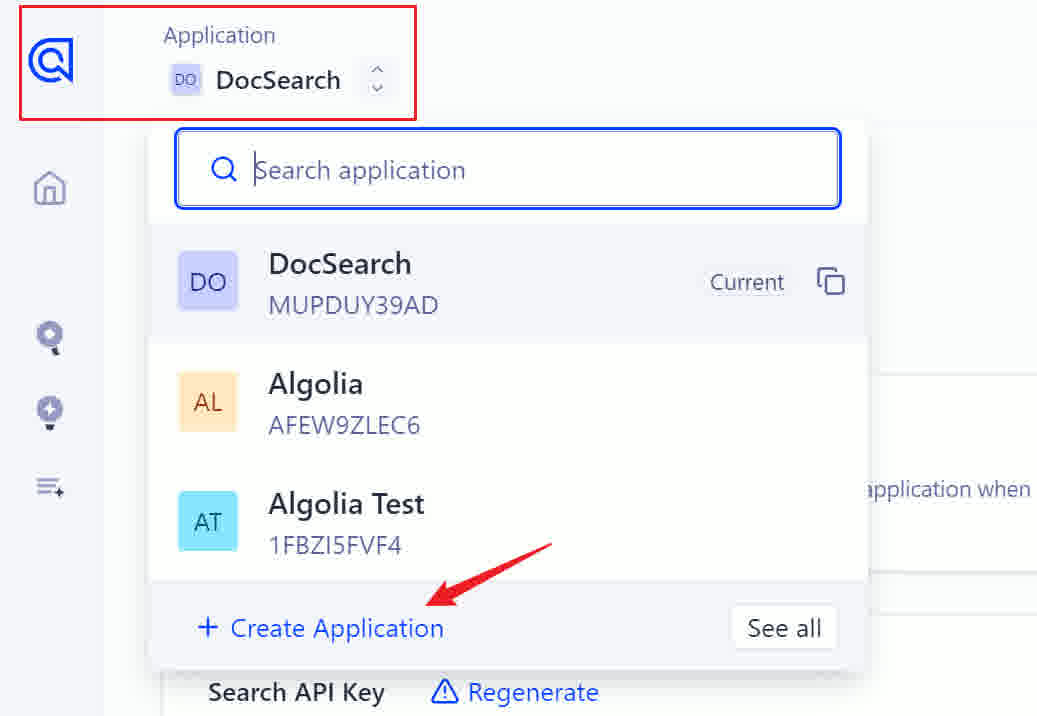 Application
DO DocSearch
Search application
DO
DocSearch
MUPDUY39AD
Current
AL
Algolia
AFEW9ZLEC6
AT
Algolia Test
1FBZI5FVF4
application when
+ Create Application
See all
Search API Key
Regenerate